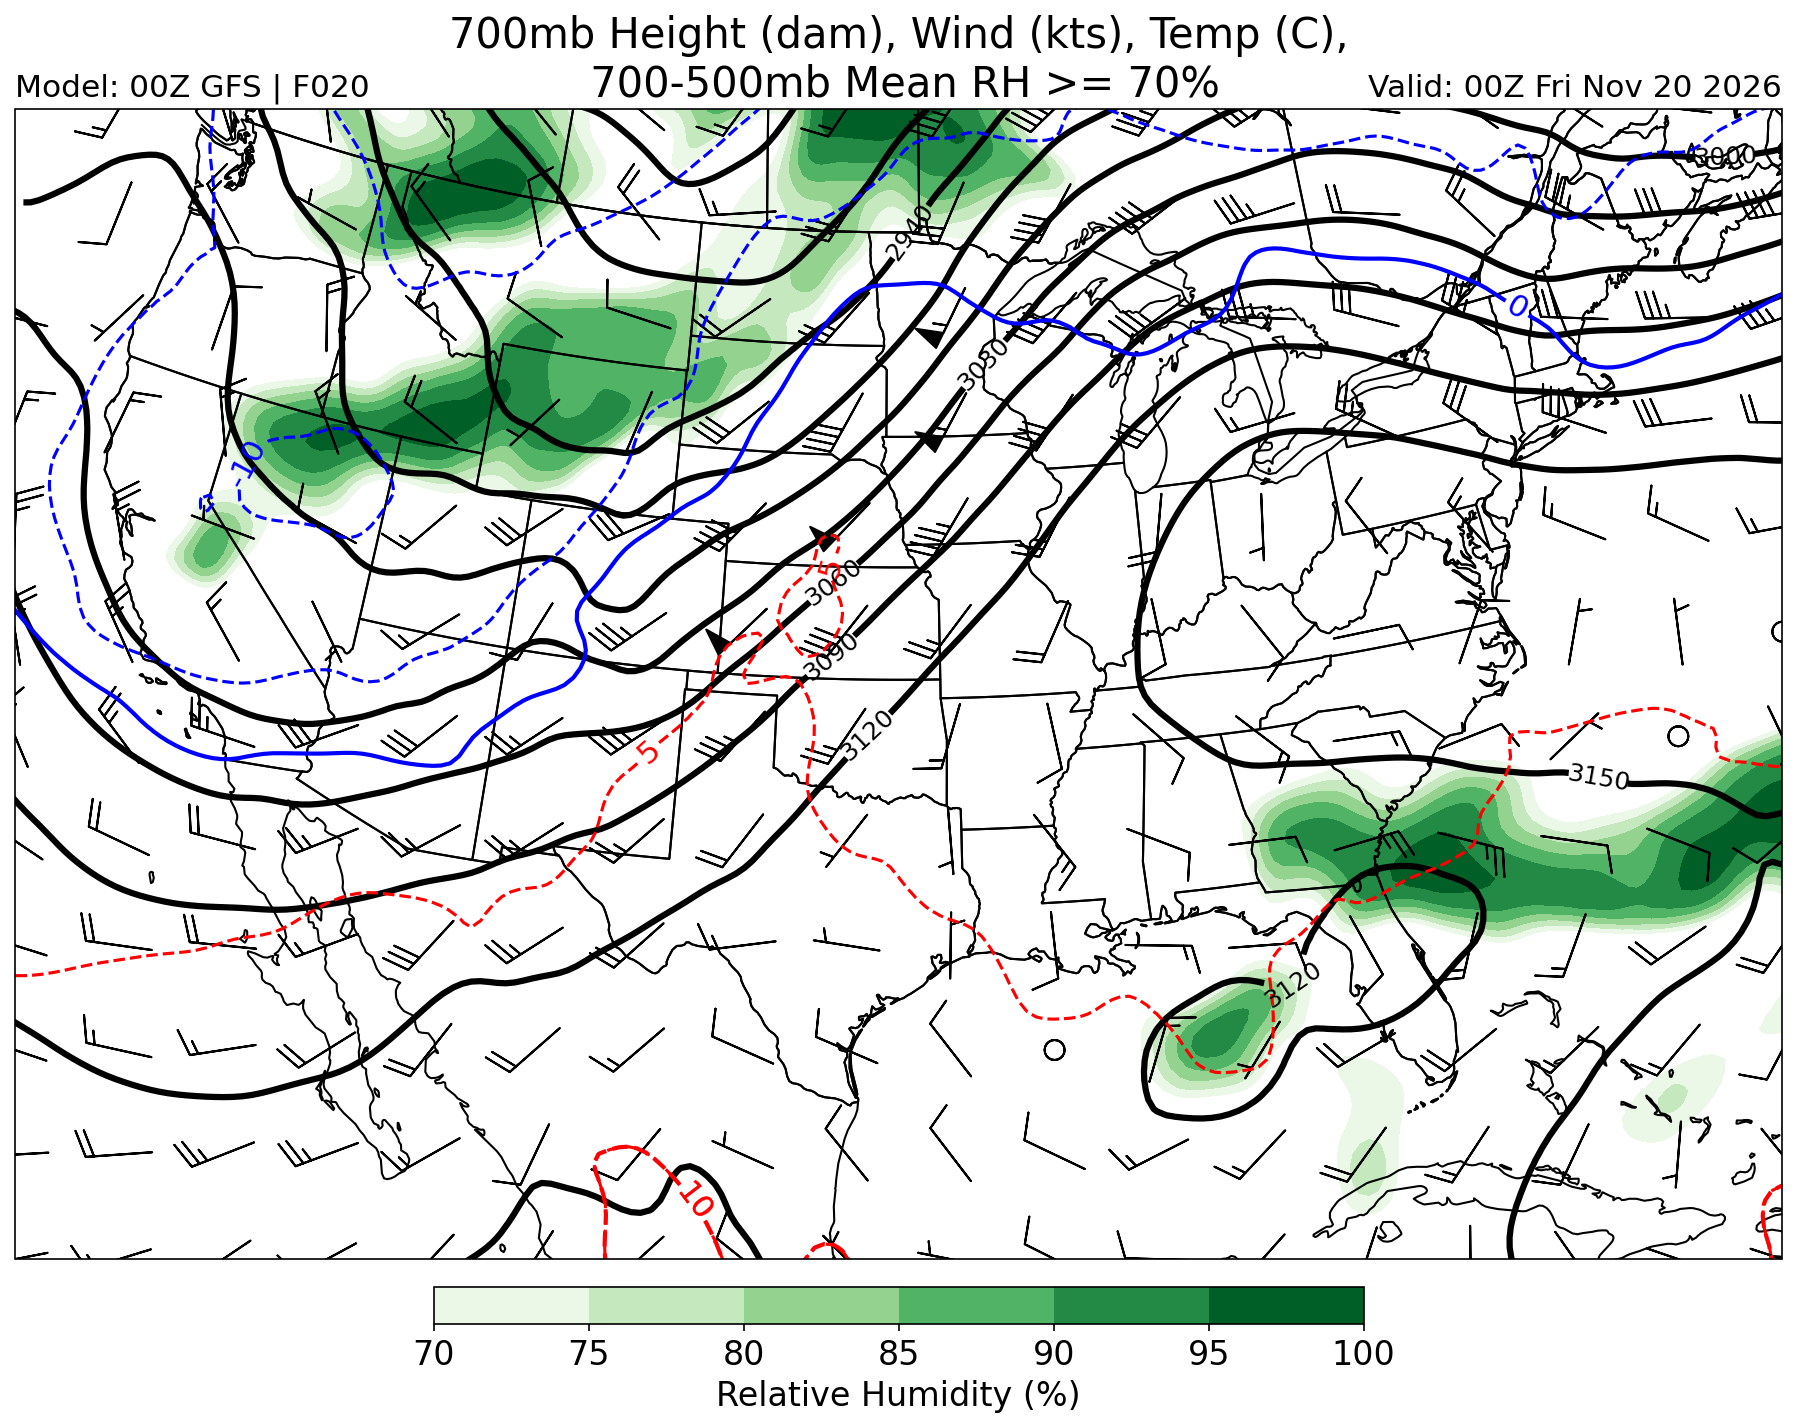 700mb Height (dam), Wind (kts), Temp (C),
700-500mb Mean RH >= 70%
Model: 00Z GFS | F020
Valid: 00Z Fri Nov 20 2026
3000
2940
0
3030
-10
5
3060
3090
5
3120
3150
3120
10
70 75 80 85 90 95 100
Relative Humidity (%)